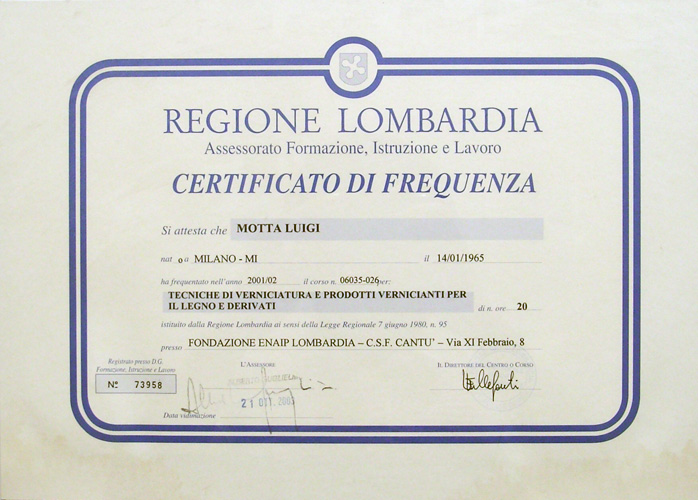 REGIONE LOMBARDIA
Assessorato Formazione, Istruzione e Lavoro
CERTIFICATO DI FREQUENZA
Si attesta che MOTTA LUIGI
nat o a MILANO - MI il 14/01/1965
ha frequentato nell'anno 2001/02 il corso n. 06035-026 per:
TECNICHE DI VERNICIATURA E PRODOTTI VERNICIANTI PER
IL LEGNO E DERIVATI di n. ore 20
istituito dalla Regione Lombardia ai sensi della Legge Regionale 7 giugno 1980, n. 95
presso FONDAZIONE ENAIP LOMBARDIA – C.S.F. CANTU' – Via XI Febbraio, 8
Registrato presso D.G.
Formazione, Istruzione e Lavoro
Nº 73958
L'ASSESSORE
21 OTT. 2003
Data vidimazione
IL DIRETTORE DEL CENTRO O CORSO